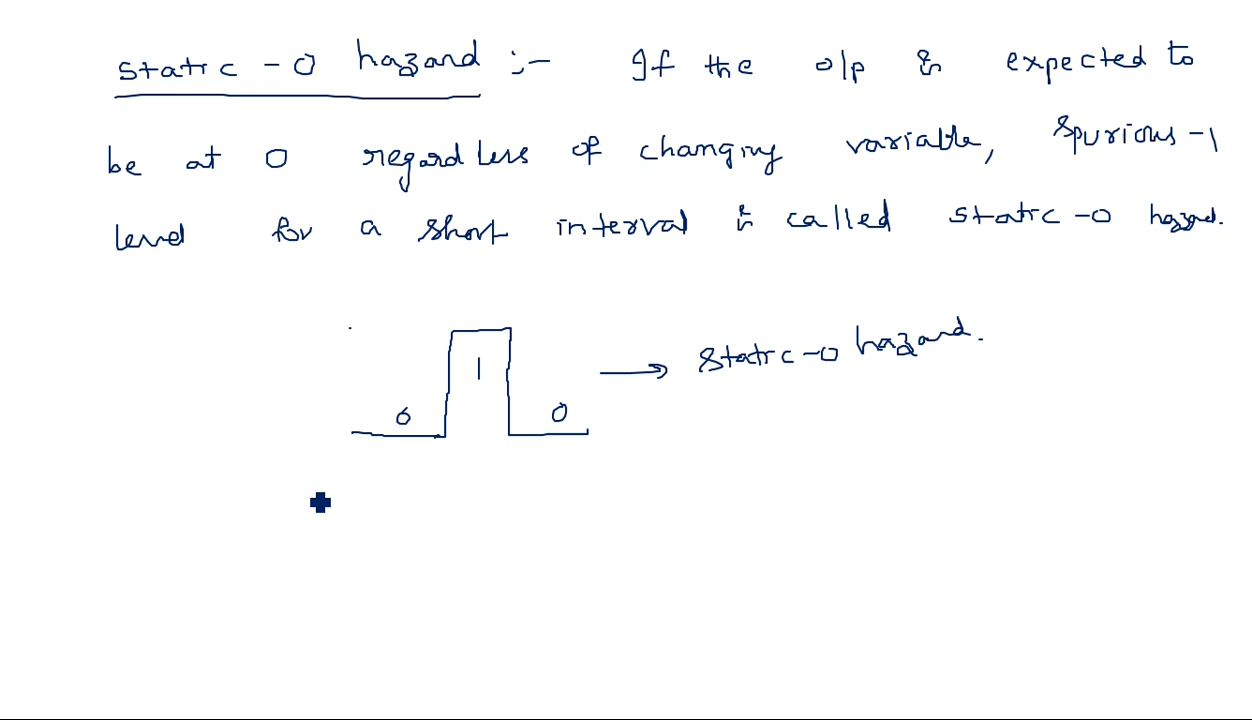 static - 0 hazard :- If the o/p is expected to
be at 0 regardless of changing variable, spurious -1
level for a short interval is called static -0 hazard.
0 1 0 → static -0 hazard.